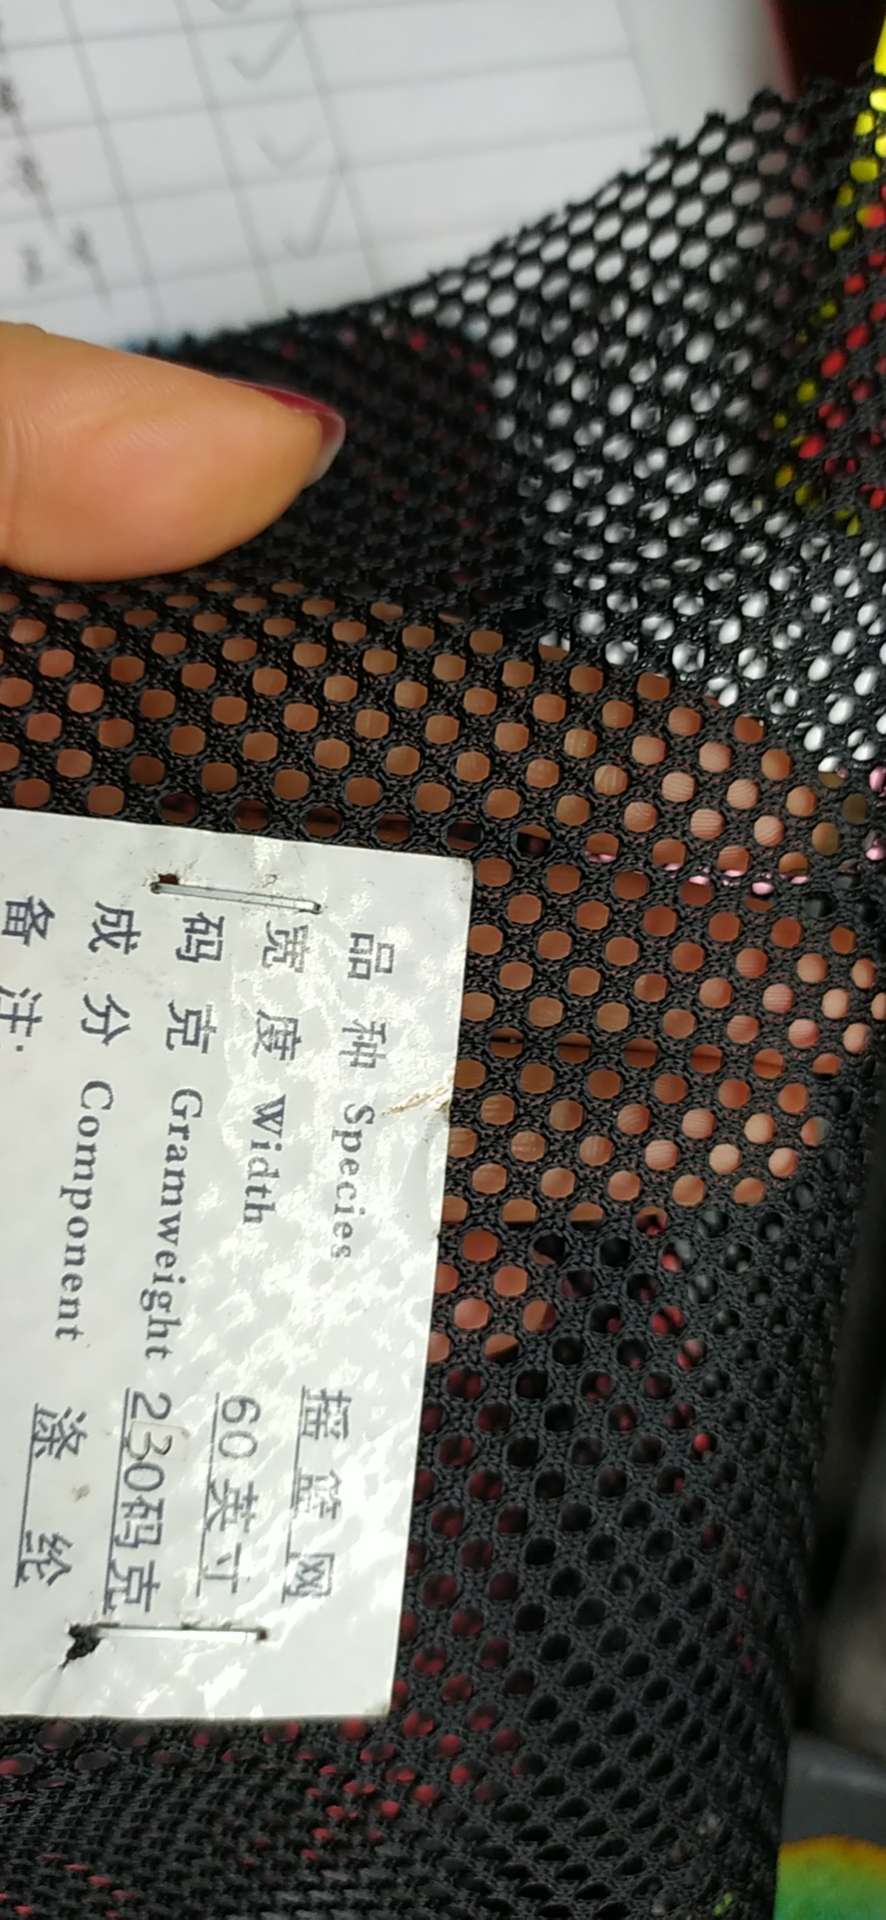 品 种 Species 摇篮网
宽 度 Width 60英寸
码 克 Gramweight 230码克
成 分 Component 涤 纶
备 注: